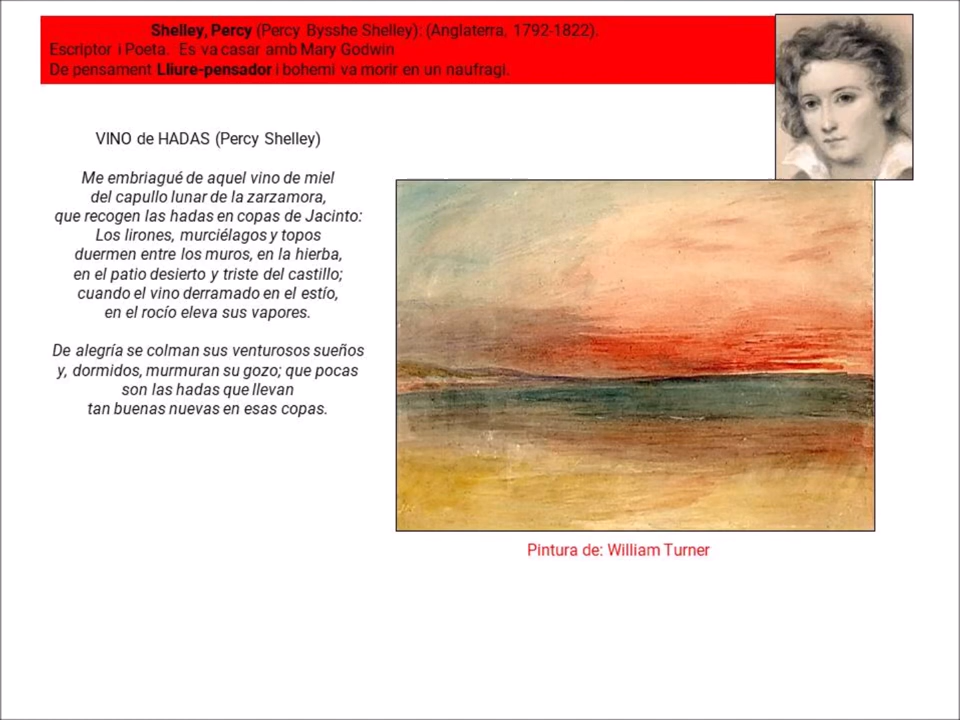 Shelley, Percy (Percy Bysshe Shelley): (Anglaterra, 1792-1822).
Escriptor i Poeta. Es va casar amb Mary Godwin
De pensament Lliure-pensador i bohemi va morir en un naufragi.
VINO de HADAS (Percy Shelley)
Me embriagué de aquel vino de miel
del capullo lunar de la zarzamora,
que recogen las hadas en copas de Jacinto:
Los lirones, murciélagos y topos
duermen entre los muros, en la hierba,
en el patio desierto y triste del castillo;
cuando el vino derramado en el estío,
en el rocío eleva sus vapores.
De alegría se colman sus venturosos sueños
y, dormidos, murmuran su gozo; que pocas
son las hadas que llevan
tan buenas nuevas en esas copas.
Pintura de: William Turner